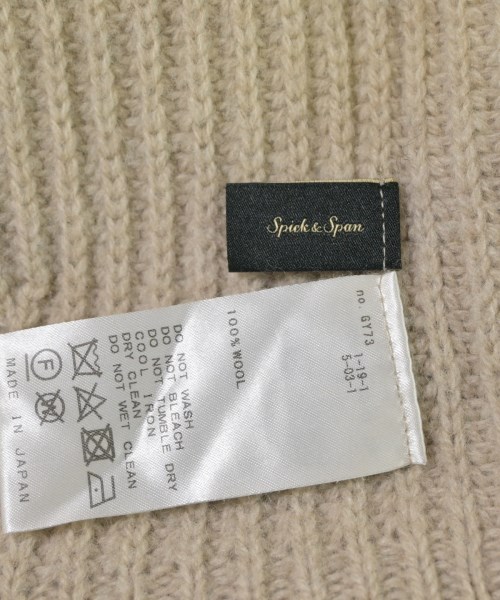 Spick & Span
no. GY73
1-19-1
5-03-1
100% WOOL
DO NOT WASH
DO NOT BLEACH
DO NOT TUMBLE DRY
COOL IRON
DRY CLEAN
DO NOT WET CLEAN
F
W
MADE IN JAPAN